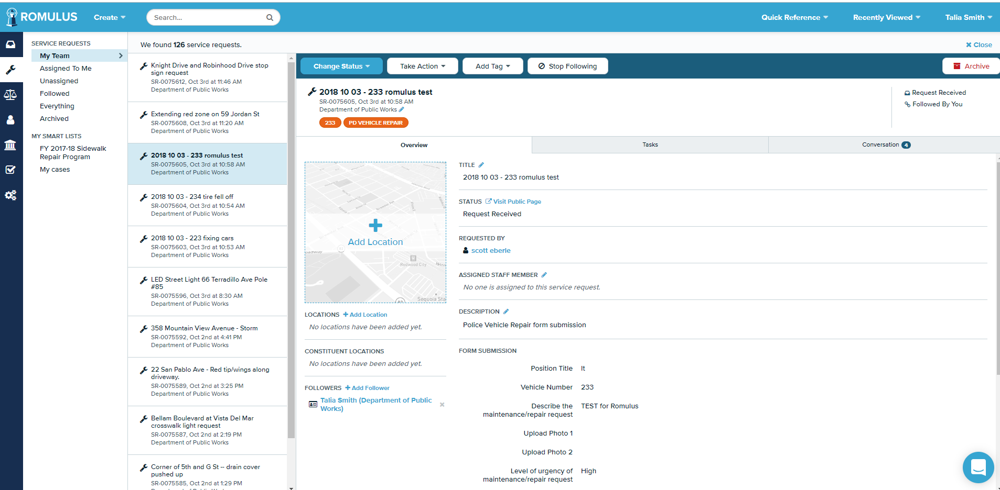 ROMULUS
Create
Search...
Quick Reference
Recently Viewed
Talia Smith
SERVICE REQUESTS
My Team
Assigned To Me
Unassigned
Followed
Everything
Archived
MY SMART LISTS
FY 2017-18 Sidewalk
Repair Program
My cases
We found 126 service requests.
Close
Knight Drive and Robinhood Drive stop
sign request
SR-0075612, Oct 3rd at 11:46 AM
Department of Public Works
Extending red zone on 59 Jordan St
SR-0075608, Oct 3rd at 11:20 AM
Department of Public Works
2018 10 03 - 233 romulus test
SR-0075605, Oct 3rd at 10:58 AM
Department of Public Works
2018 10 03 - 234 tire fell off
SR-0075604, Oct 3rd at 10:54 AM
Department of Public Works
2018 10 03 - 223 fixing cars
SR-0075603, Oct 3rd at 10:53 AM
Department of Public Works
LED Street Light 66 Terradillo Ave Pole
#85
SR-0075596, Oct 3rd at 8:30 AM
Department of Public Works
358 Mountain View Avenue - Storm
SR-0075592, Oct 2nd at 4:41 PM
Department of Public Works
22 San Pablo Ave - Red tip/wings along
driveway.
SR-0075589, Oct 2nd at 3:25 PM
Department of Public Works
Bellam Boulevard at Vista Del Mar
crosswalk light request
SR-0075587, Oct 2nd at 2:19 PM
Department of Public Works
Corner of 5th and G St -- drain cover
pushed up
SR-0075585, Oct 2nd at 1:29 PM
Change Status
Take Action
Add Tag
Stop Following
Archive
2018 10 03 - 233 romulus test
SR-0075605, Oct 3rd at 10:58 AM
Department of Public Works
233
PD VEHICLE REPAIR
Request Received
Followed By You
Overview
Tasks
Conversation 4
Add Location
Redwood City
Sequoia Sta
LOCATIONS Add Location
No locations have been added yet.
CONSTITUENT LOCATIONS
No locations have been added yet.
FOLLOWERS Add Follower
Talia Smith (Department of Public
Works)
TITLE
2018 10 03 - 233 romulus test
STATUS Visit Public Page
Request Received
REQUESTED BY
scott eberle
ASSIGNED STAFF MEMBER
No one is assigned to this service request.
DESCRIPTION
Police Vehicle Repair form submission
FORM SUBMISSION
Position Title It
Vehicle Number 233
Describe the TEST for Romulus
maintenance/repair request
Upload Photo 1
Upload Photo 2
Level of urgency of High
maintenance/repair request